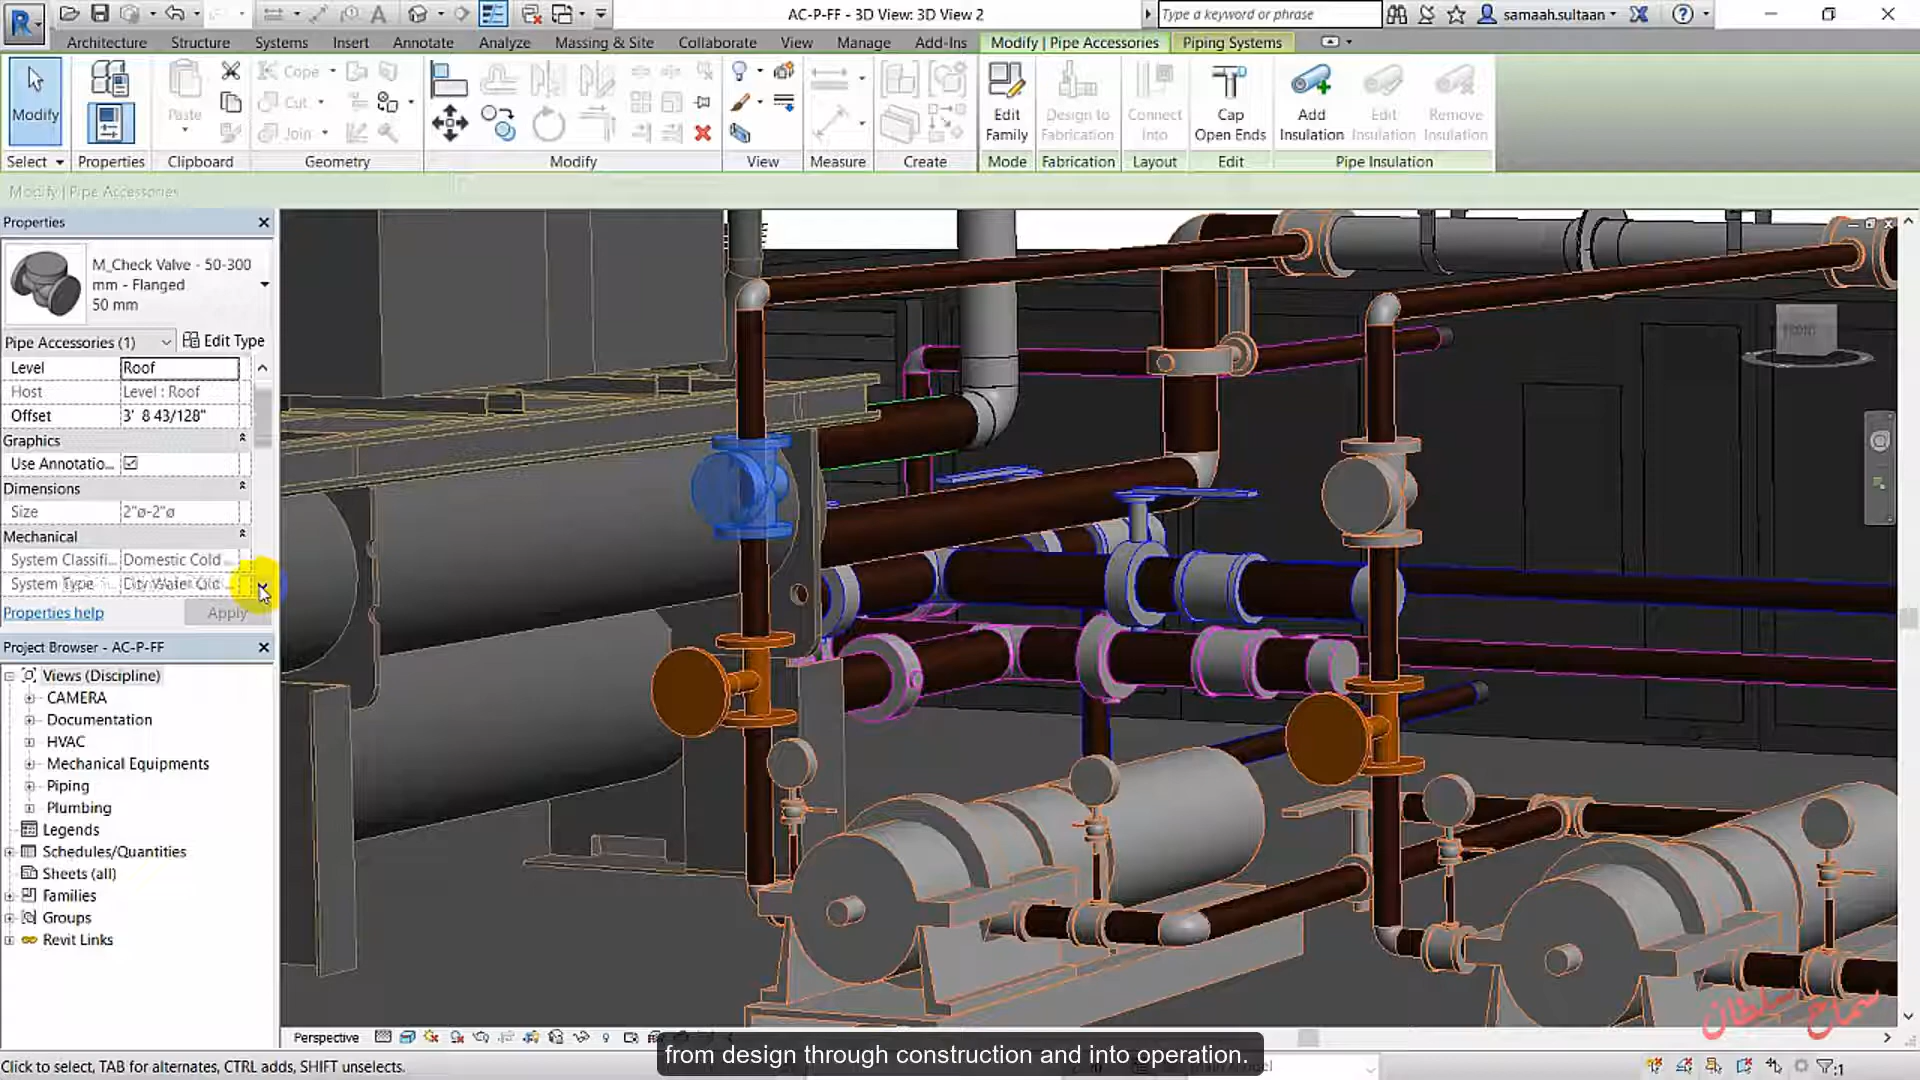 AC-P-FF - 3D View: 3D View 2
Type a keyword or phrase
samaah.sultaan
Architecture Structure Systems Insert Annotate Analyze Massing & Site Collaborate View Manage Add-Ins Modify | Pipe Accessories Piping Systems
Modify
Paste
Cope
Cut
Join
Edit Family
Design to Fabrication
Connect Into
Cap Open Ends
Add Insulation
Edit Insulation
Remove Insulation
Select Properties Clipboard Geometry Modify View Measure Create Mode Fabrication Layout Edit Pipe Insulation
Modify | Pipe Accessories
Properties
M_Check Valve - 50-300 mm - Flanged
50 mm
Pipe Accessories (1) Edit Type
Level Roof
Host Level : Roof
Offset 3' 8 43/128"
Graphics
Use Annotatio...
Dimensions
Size 2"ø-2"ø
Mechanical
System Classifi... Domestic Cold ...
System Type
Properties help Apply
Project Browser - AC-P-FF
Views (Discipline)
CAMERA
Documentation
HVAC
Mechanical Equipments
Piping
Plumbing
Legends
Schedules/Quantities
Sheets (all)
Families
Groups
Revit Links
FRONT
سماح سلطان
Perspective
from design through construction and into operation.
Click to select, TAB for alternates, CTRL adds, SHIFT unselects.
:1